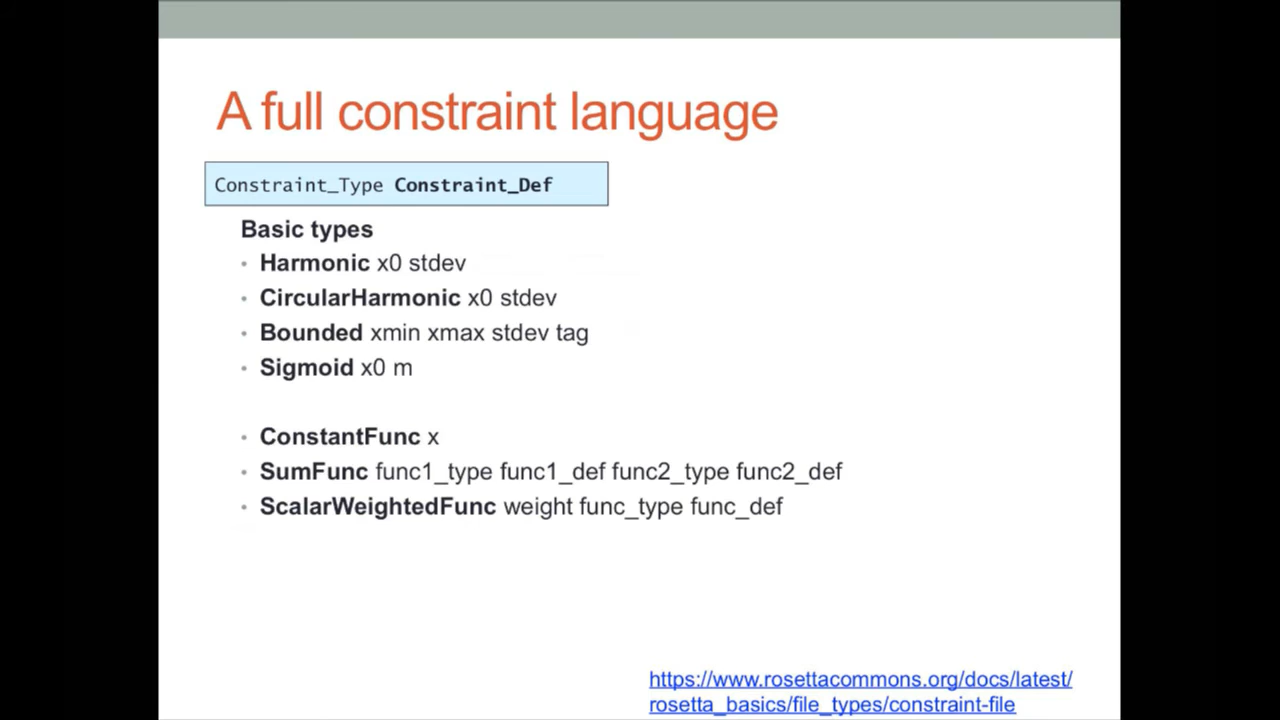 A full constraint language
Constraint_Type Constraint_Def
Basic types
• Harmonic x0 stdev
• CircularHarmonic x0 stdev
• Bounded xmin xmax stdev tag
• Sigmoid x0 m
• ConstantFunc x
• SumFunc func1_type func1_def func2_type func2_def
• ScalarWeightedFunc weight func_type func_def
https://www.rosettacommons.org/docs/latest/
rosetta_basics/file_types/constraint-file